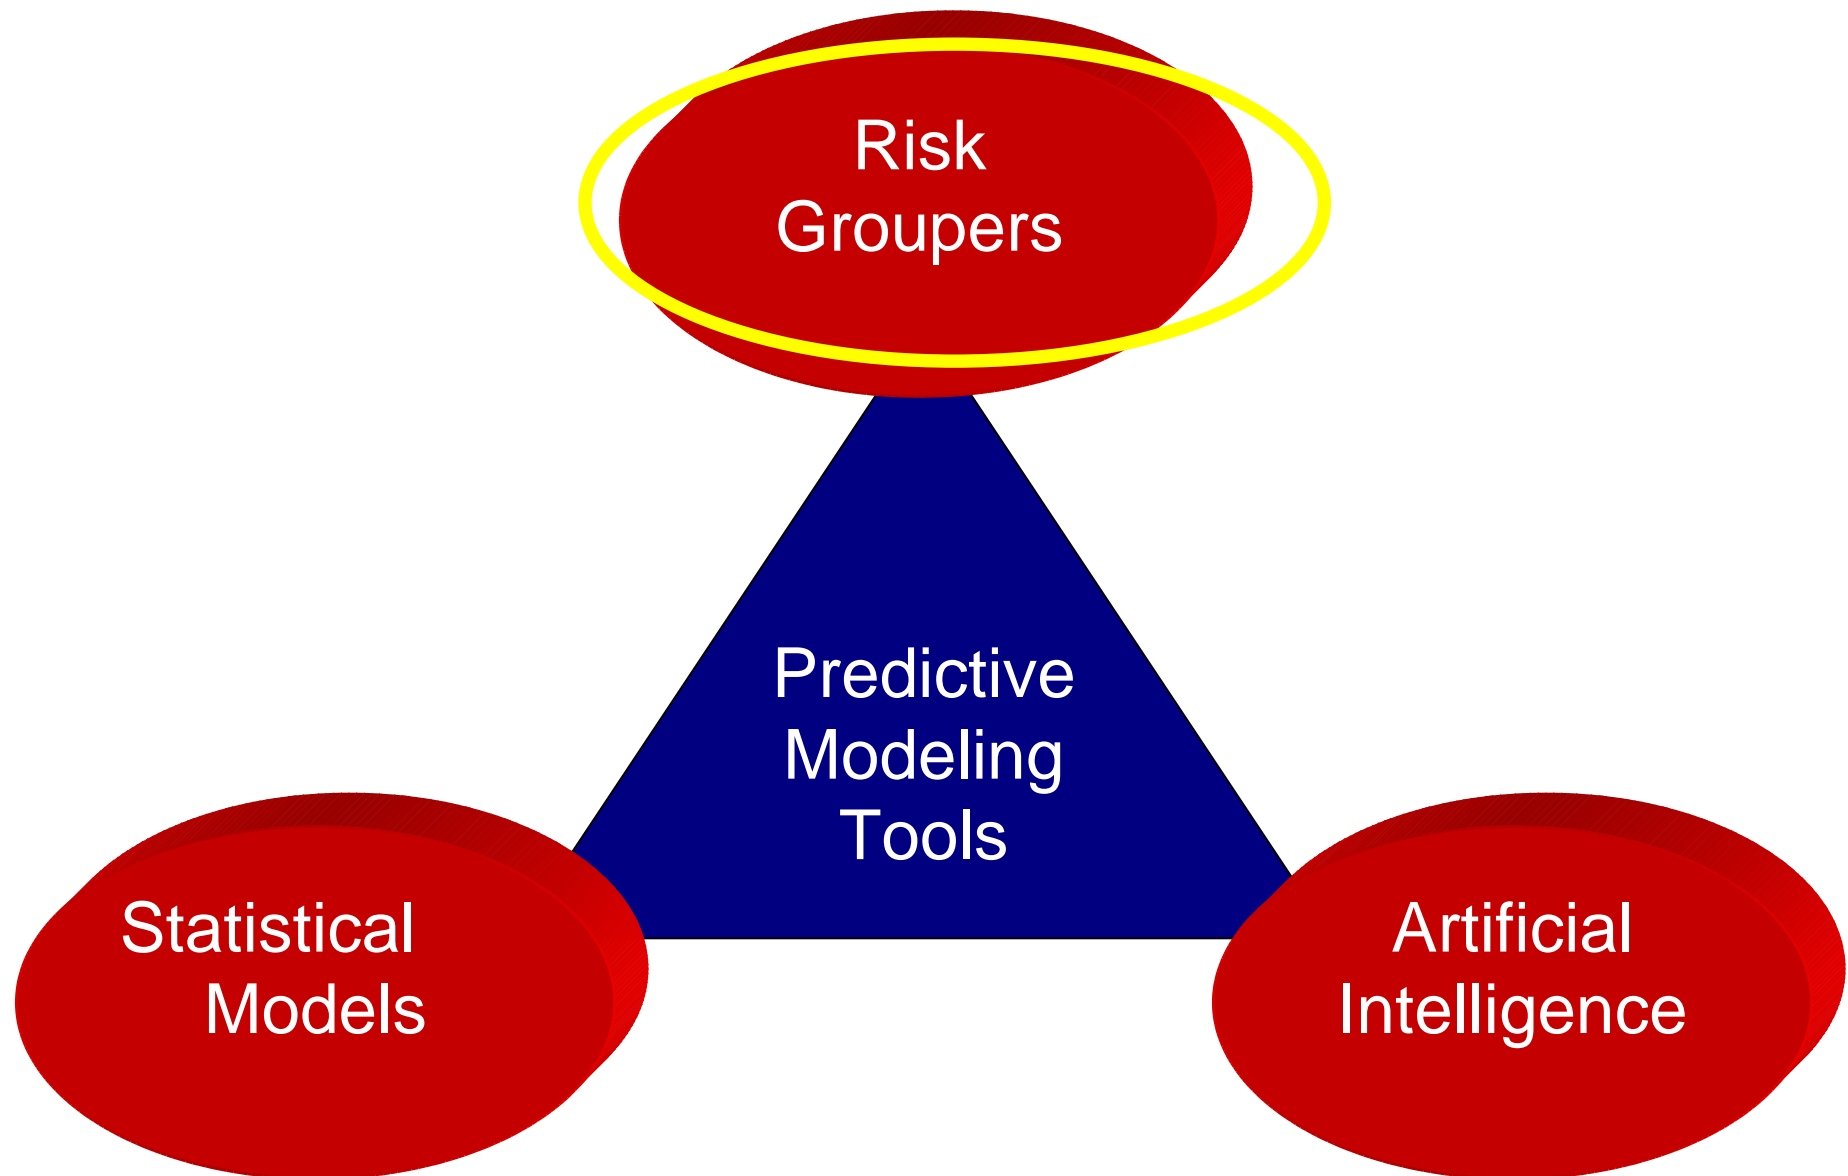 Risk
Groupers
Predictive
Modeling
Tools
Statistical
Models
Artificial
Intelligence